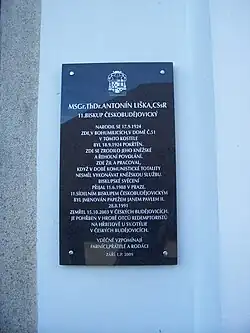 MSGr.ThDr.ANTONÍN LIŠKA,CSsR
11.BISKUP ČESKOBUDĚJOVICKÝ
NARODIL SE 17.9.1924
ZDE,V BOHUMILICÍCH,V DOMĚ Č.51
V TOMTO KOSTELE
BYL 18.9.1924 POKŘTĚN.
ZDE SE ZRODILO JEHO KNĚŽSKÉ
A ŘEHOLNÍ POVOLÁNÍ.
ZDE ŽIL A PRACOVAL,
KDYŽ V DOBĚ KOMUNISTICKÉ TOTALITY
NESMĚL VYKONÁVAT KNĚŽSKOU SLUŽBU.
BISKUPSKÉ SVĚCENÍ
PŘIJAL 11.6.1988 V PRAZE.
11.SÍDELNÍM BISKUPEM ČESKOBUDĚJOVICKÝM
BYL JMENOVÁN PAPEŽEM JANEM PAVLEM II.
28.8.1991
ZEMŘEL 15.10.2003 V ČESKÝCH BUDĚJOVICÍCH.
JE POHŘBEN V HROBĚ OTCŮ REDEMPTORISTŮ
NA HŘBITOVĚ U SV.OTÝLIE
V ČESKÝCH BUDĚJOVICÍCH.
VDĚČNĚ VZPOMÍNAJÍ
FARNÍCI,PŘÁTELÉ A RODÁCI
ZÁŘÍ L.P. 2009